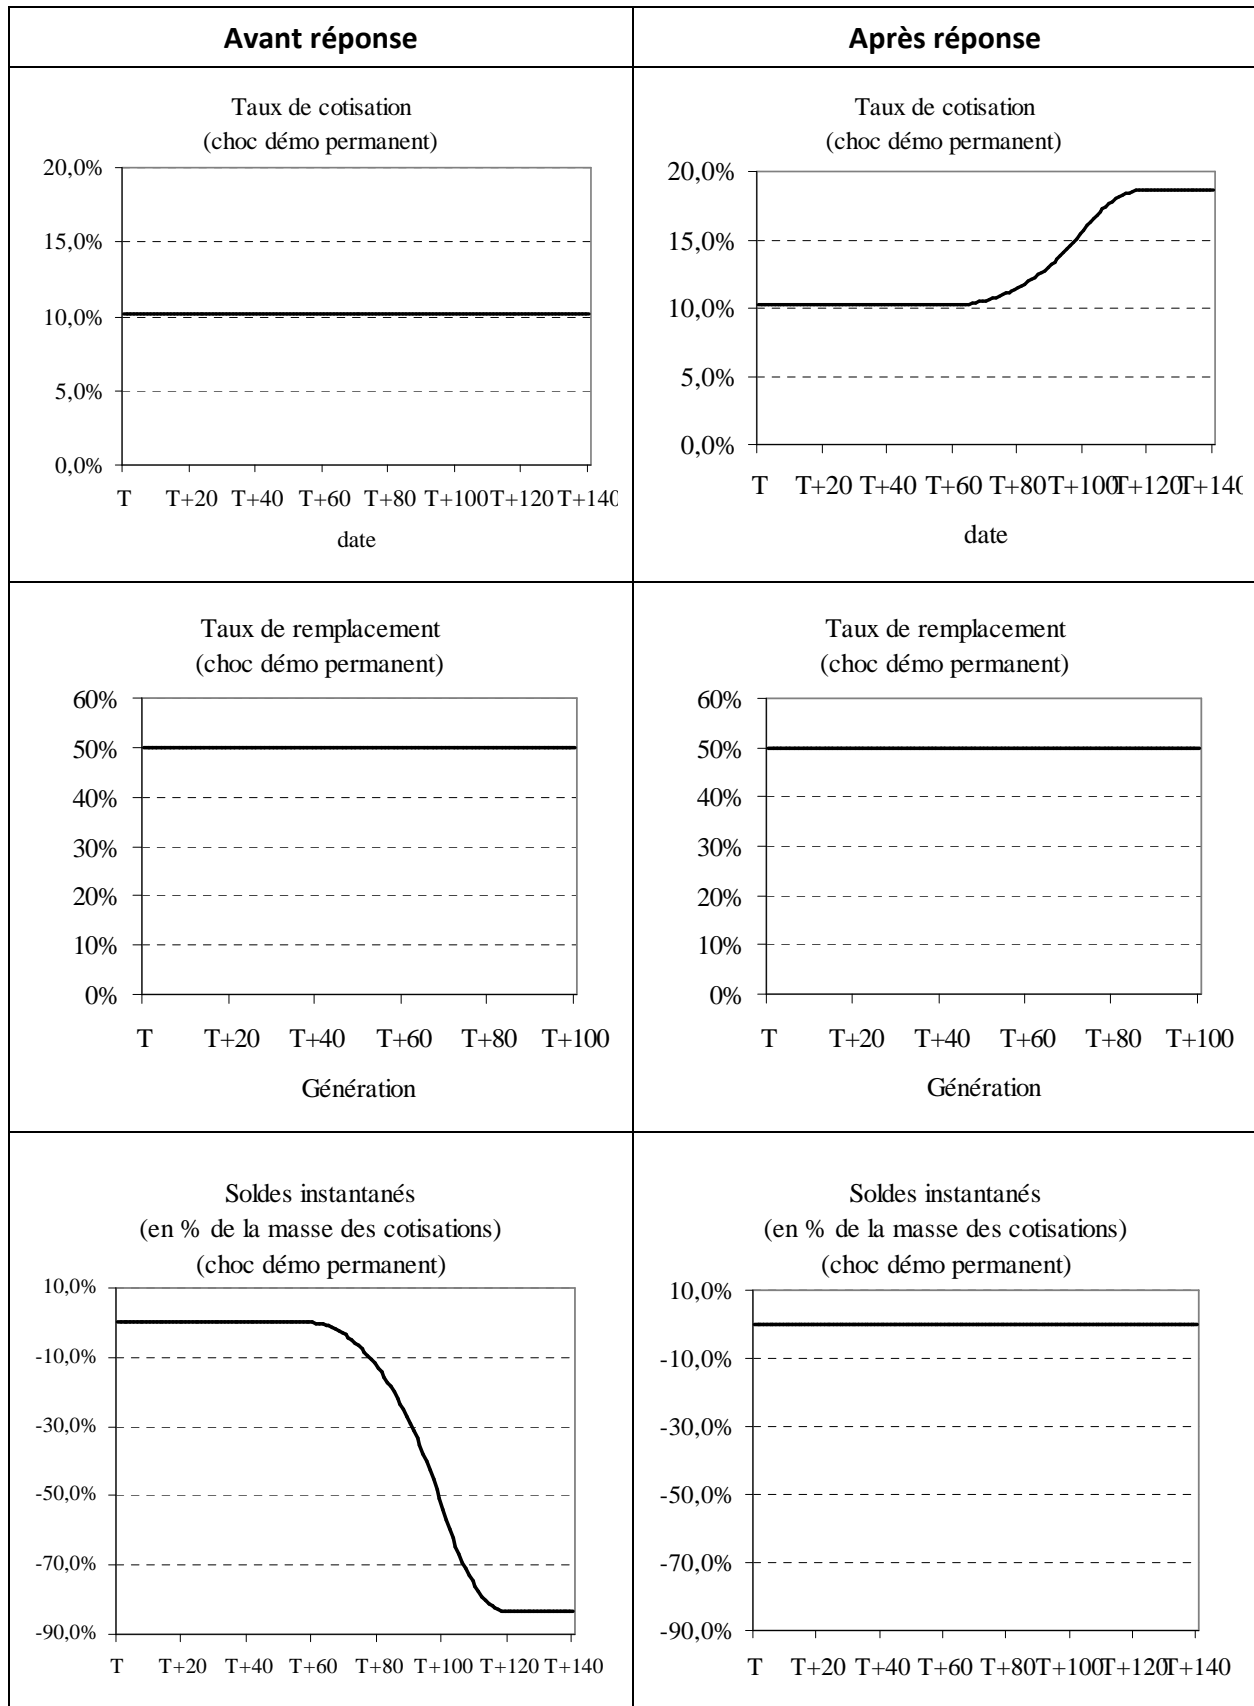 Avant réponse
Après réponse
Taux de cotisation
(choc démo permanent)
20,0%
15,0%
10,0%
5,0%
0,0%
T T+20 T+40 T+60 T+80 T+100 T+120 T+140
date
Taux de cotisation
(choc démo permanent)
20,0%
15,0%
10,0%
5,0%
0,0%
T T+20 T+40 T+60 T+80 T+100 T+120 T+140
date
Taux de remplacement
(choc démo permanent)
60%
50%
40%
30%
20%
10%
0%
T T+20 T+40 T+60 T+80 T+100
Génération
Taux de remplacement
(choc démo permanent)
60%
50%
40%
30%
20%
10%
0%
T T+20 T+40 T+60 T+80 T+100
Génération
Soldes instantanés
(en % de la masse des cotisations)
(choc démo permanent)
10,0%
-10,0%
-30,0%
-50,0%
-70,0%
-90,0%
T T+20 T+40 T+60 T+80 T+100 T+120 T+140
Soldes instantanés
(en % de la masse des cotisations)
(choc démo permanent)
10,0%
-10,0%
-30,0%
-50,0%
-70,0%
-90,0%
T T+20 T+40 T+60 T+80 T+100 T+120 T+140